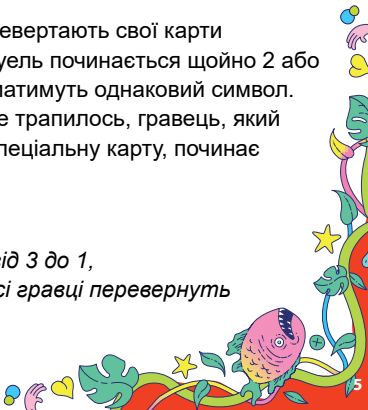 евертають свої карти
уель починається щойно 2 або
атимуть однаковий символ.
е трапилось, гравець, який
пеціальну карту, починає
ід 3 до 1,
сі гравці перевернуть
5